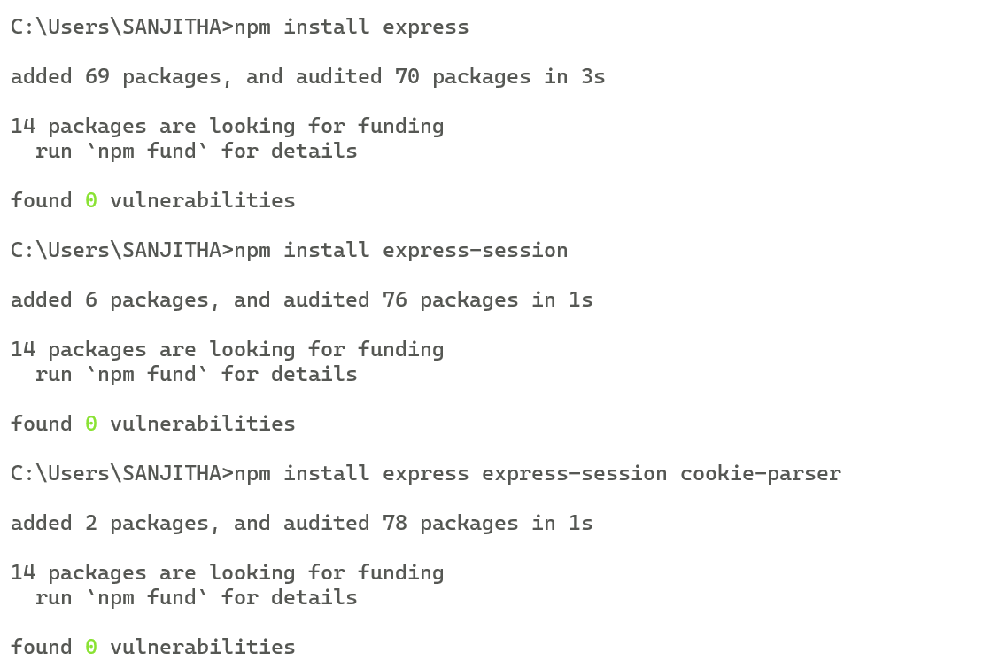 C:\Users\SANJITHA>npm install express
added 69 packages, and audited 70 packages in 3s
14 packages are looking for funding
  run `npm fund` for details
found 0 vulnerabilities
C:\Users\SANJITHA>npm install express-session
added 6 packages, and audited 76 packages in 1s
14 packages are looking for funding
  run `npm fund` for details
found 0 vulnerabilities
C:\Users\SANJITHA>npm install express express-session cookie-parser
added 2 packages, and audited 78 packages in 1s
14 packages are looking for funding
  run `npm fund` for details
found 0 vulnerabilities